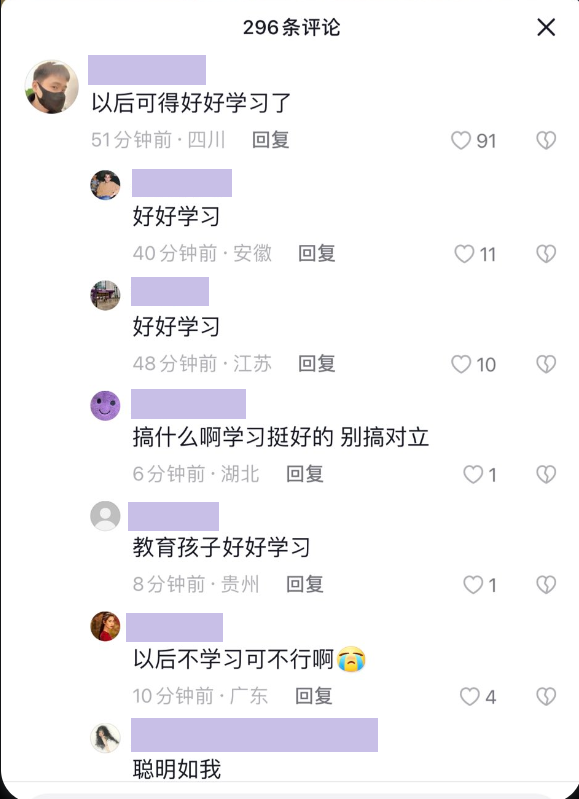 296条评论
以后可得好好学习了
51分钟前·四川 回复 91
好好学习
40分钟前·安徽 回复 11
好好学习
48分钟前·江苏 回复 10
搞什么啊学习挺好的 别搞对立
6分钟前·湖北 回复 1
教育孩子好好学习
8分钟前·贵州 回复 1
以后不学习可不行啊😭
10分钟前·广东 回复 4
聪明如我